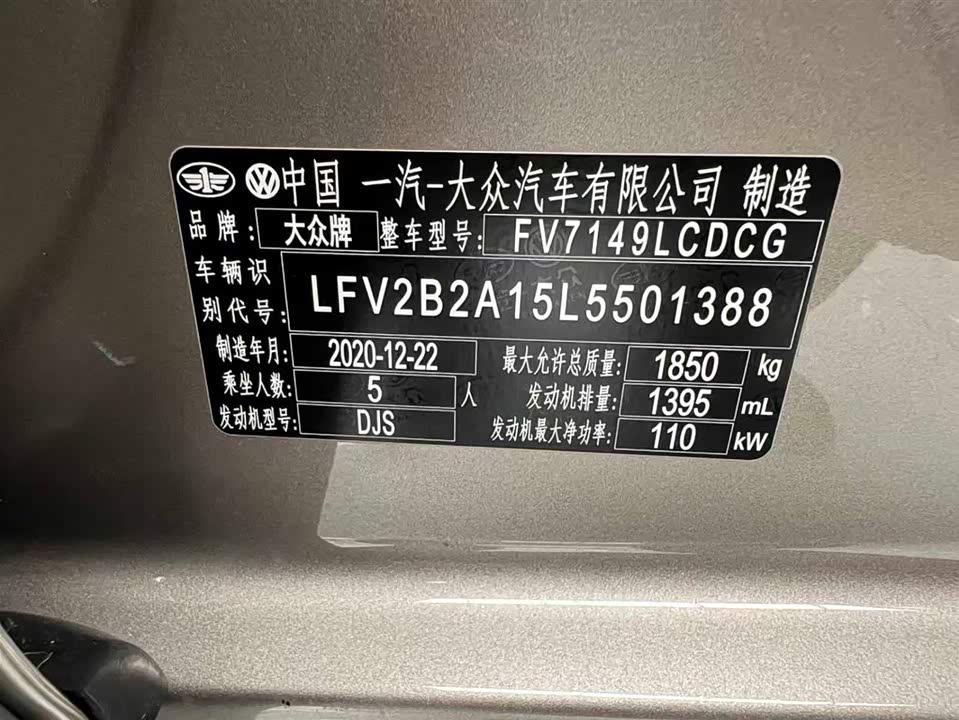 中国 一汽-大众汽车有限公司 制造
品牌: 大众牌 整车型号: FV7149LCDCG
车辆识别代号: LFV2B2A15L5501388
制造年月: 2020-12-22 最大允许总质量: 1850 kg
乘坐人数: 5 人 发动机排量: 1395 mL
发动机型号: DJS 发动机最大净功率: 110 kW